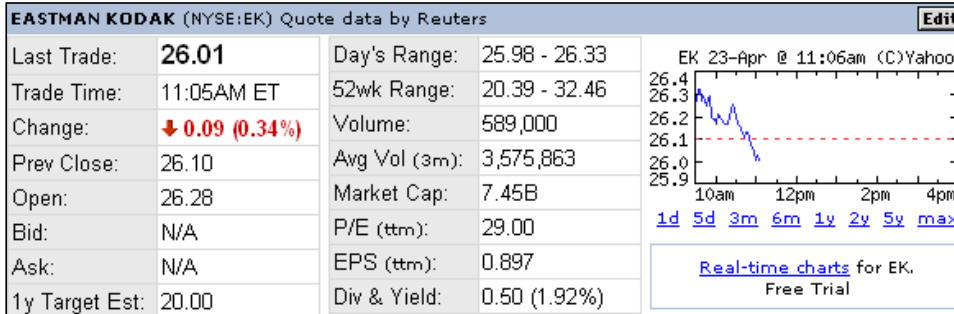 EASTMAN KODAK (NYSE:EK) Quote data by Reuters
Edit
Last Trade: 26.01
Trade Time: 11:05AM ET
Change: 0.09 (0.34%)
Prev Close: 26.10
Open: 26.28
Bid: N/A
Ask: N/A
1y Target Est: 20.00
Day's Range: 25.98 - 26.33
52wk Range: 20.39 - 32.46
Volume: 589,000
Avg Vol (3m): 3,575,863
Market Cap: 7.45B
P/E (ttm): 29.00
EPS (ttm): 0.897
Div & Yield: 0.50 (1.92%)
EK 23-Apr @ 11:06am (C)Yahoo
26.4
26.3
26.2
26.1
26.0
25.9
10am 12pm 2pm 4pm
1d 5d 3m 6m 1y 2y 5y max
Real-time charts for EK.
Free Trial